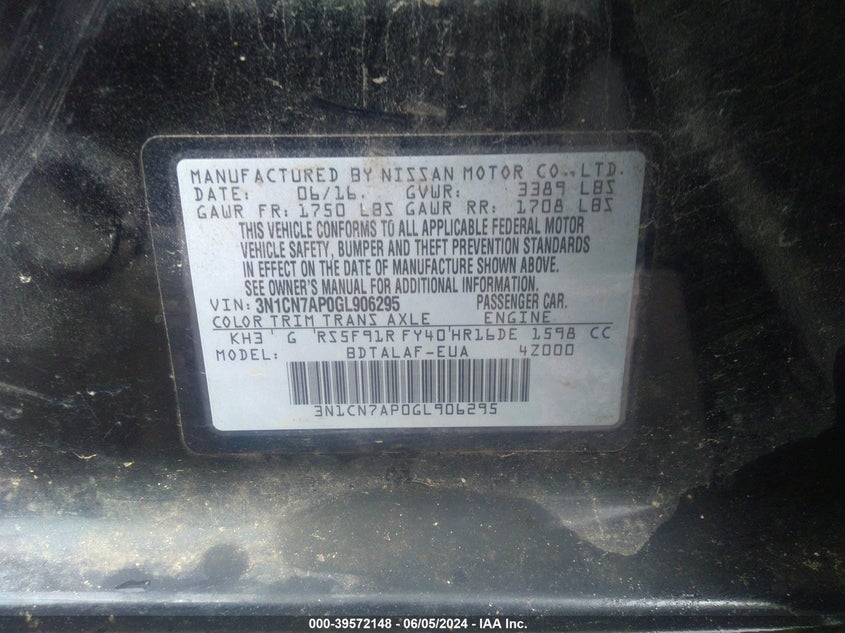 MANUFACTURED BY NISSAN MOTOR CO., LTD.
DATE: 06/16. GVWR: 3389 LBS
GAWR FR: 1750 LBS GAWR RR: 1708 LBS
THIS VEHICLE CONFORMS TO ALL APPLICABLE FEDERAL MOTOR
VEHICLE SAFETY, BUMPER AND THEFT PREVENTION STANDARDS
IN EFFECT ON THE DATE OF MANUFACTURE SHOWN ABOVE.
SEE OWNER'S MANUAL FOR ADDITIONAL INFORMATION.
VIN: 3N1CN7AP0GL906295 PASSENGER CAR.
COLOR TRIM TRANS AXLE ENGINE
KH3 ' G 'RS5F91R FY40'HR16DE 1598 CC
MODEL: BDTALAF-EUA 4Z000
3N1CN7AP0GL906295
000-39572148 - 06/05/2024 - IAA Inc.